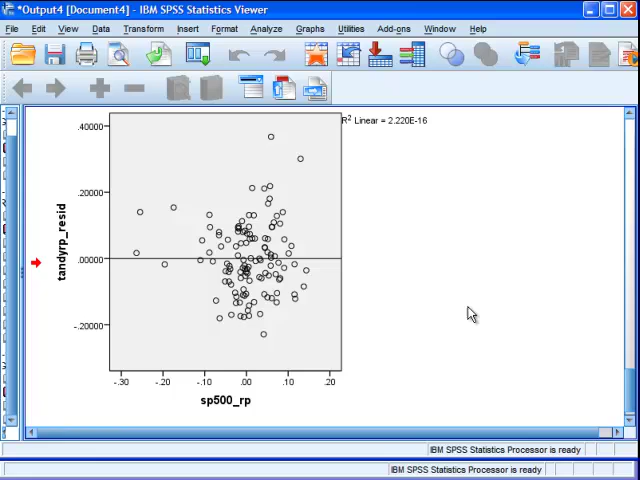 *Output4 [Document4] - IBM SPSS Statistics Viewer
File Edit View Data Transform Insert Format Analyze Graphs Utilities Add-ons Window Help
R2 Linear = 2.220E-16
.40000
.20000
.00000
-.20000
tandyrp_resid
-.30 -.20 -.10 .00 .10 .20
sp500_rp
IBM SPSS Statistics Processor is ready
IBM SPSS Statistics Processor is ready